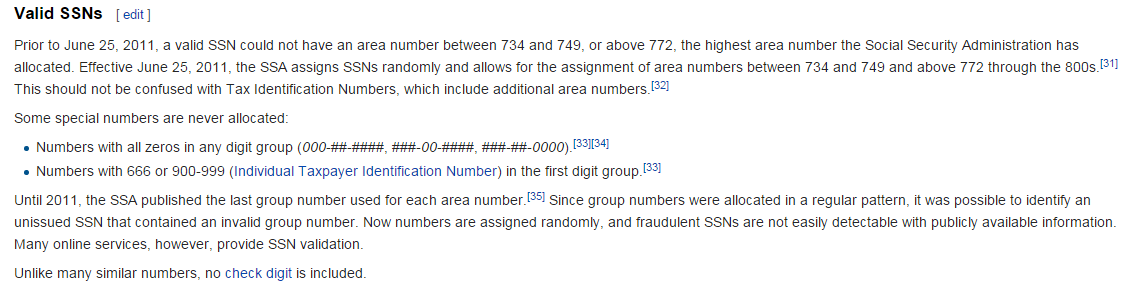 Valid SSNs [ edit ]
Prior to June 25, 2011, a valid SSN could not have an area number between 734 and 749, or above 772, the highest area number the Social Security Administration has
allocated. Effective June 25, 2011, the SSA assigns SSNs randomly and allows for the assignment of area numbers between 734 and 749 and above 772 through the 800s.[31]
This should not be confused with Tax Identification Numbers, which include additional area numbers.[32]
Some special numbers are never allocated:
• Numbers with all zeros in any digit group (000-##-####, ###-00-####, ###-##-0000).[33][34]
• Numbers with 666 or 900-999 (Individual Taxpayer Identification Number) in the first digit group.[33]
Until 2011, the SSA published the last group number used for each area number.[35] Since group numbers were allocated in a regular pattern, it was possible to identify an
unissued SSN that contained an invalid group number. Now numbers are assigned randomly, and fraudulent SSNs are not easily detectable with publicly available information.
Many online services, however, provide SSN validation.
Unlike many similar numbers, no check digit is included.